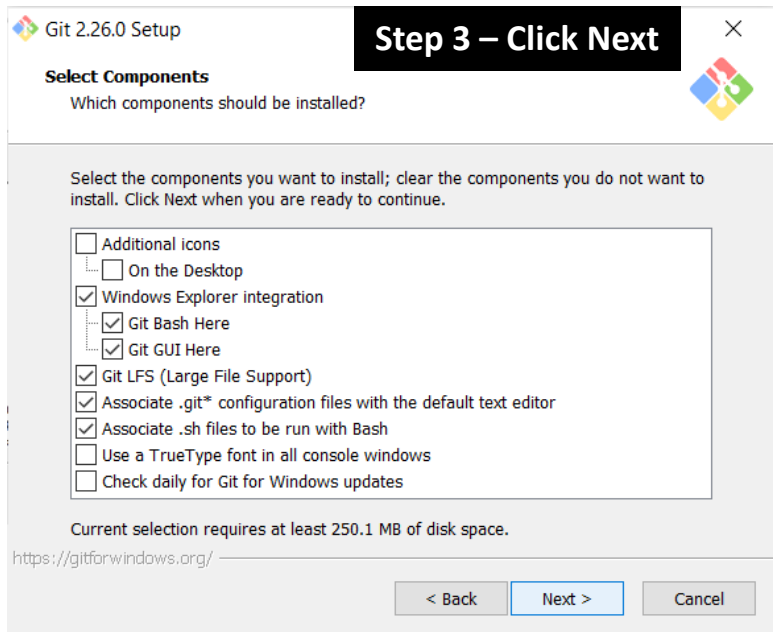 Git 2.26.0 Setup
Step 3 – Click Next
Select Components
Which components should be installed?
Select the components you want to install; clear the components you do not want to
install. Click Next when you are ready to continue.
Additional icons
On the Desktop
Windows Explorer integration
Git Bash Here
Git GUI Here
Git LFS (Large File Support)
Associate .git* configuration files with the default text editor
Associate .sh files to be run with Bash
Use a TrueType font in all console windows
Check daily for Git for Windows updates
Current selection requires at least 250.1 MB of disk space.
https://gitforwindows.org/
< Back
Next >
Cancel